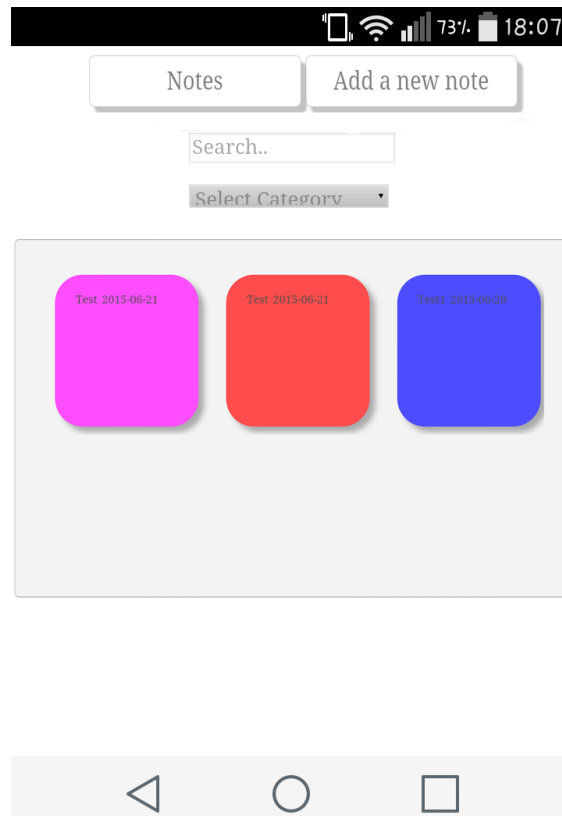 73% 18:07
Notes Add a new note
Search..
Select Category
Test 2015-06-21 Test 2015-06-21 Test1 2015-06-20